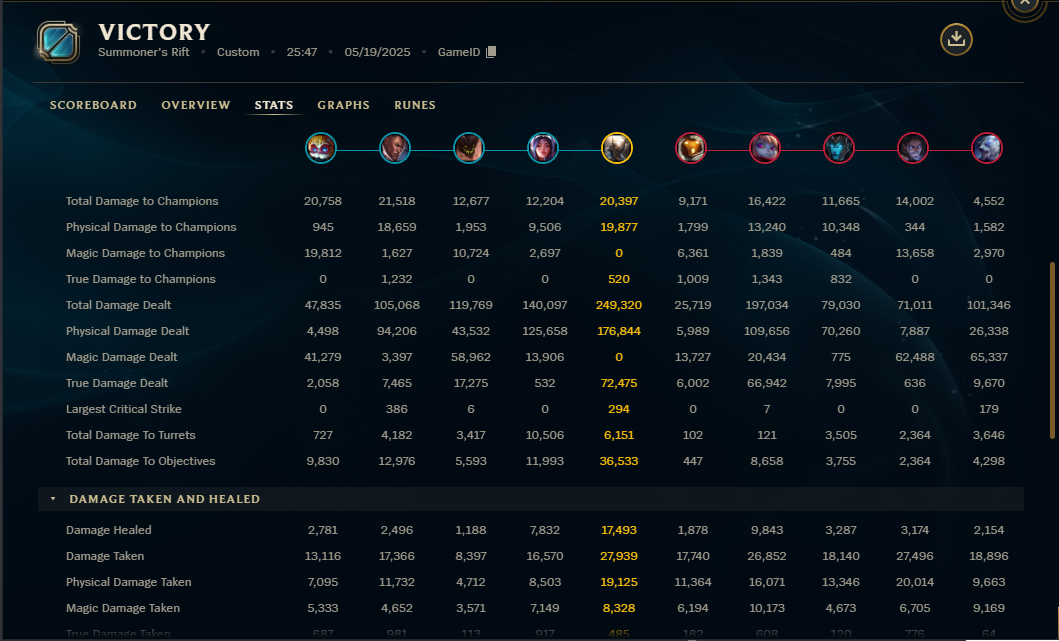 VICTORY
Summoner's Rift • Custom • 25:47 • 05/19/2025 • GameID
SCOREBOARD OVERVIEW STATS GRAPHS RUNES
Total Damage to Champions 20,758 21,518 12,677 12,204 20,397 9,171 16,422 11,665 14,002 4,552
Physical Damage to Champions 945 18,659 1,953 9,506 19,877 1,799 13,240 10,348 344 1,582
Magic Damage to Champions 19,812 1,627 10,724 2,697 0 6,361 1,839 484 13,658 2,970
True Damage to Champions 0 1,232 0 0 520 1,009 1,343 832 0 0
Total Damage Dealt 47,835 105,068 119,769 140,097 249,320 25,719 197,034 79,030 71,011 101,346
Physical Damage Dealt 4,498 94,206 43,532 125,658 176,844 5,989 109,656 70,260 7,887 26,338
Magic Damage Dealt 41,279 3,397 58,962 13,906 0 13,727 20,434 775 62,488 65,337
True Damage Dealt 2,058 7,465 17,275 532 72,475 6,002 66,942 7,995 636 9,670
Largest Critical Strike 0 386 6 0 294 0 7 0 0 179
Total Damage To Turrets 727 4,182 3,417 10,506 6,151 102 121 3,505 2,364 3,646
Total Damage To Objectives 9,830 12,976 5,593 11,993 36,533 447 8,658 3,755 2,364 4,298
DAMAGE TAKEN AND HEALED
Damage Healed 2,781 2,496 1,188 7,832 17,493 1,878 9,843 3,287 3,174 2,154
Damage Taken 13,116 17,366 8,397 16,570 27,939 17,740 26,852 18,140 27,496 18,896
Physical Damage Taken 7,095 11,732 4,712 8,503 19,125 11,364 16,071 13,346 20,014 9,663
Magic Damage Taken 5,333 4,652 3,571 7,149 8,328 6,194 10,173 4,673 6,705 9,169
True Damage Taken 687 981 113 917 485 182 608 120 776 64